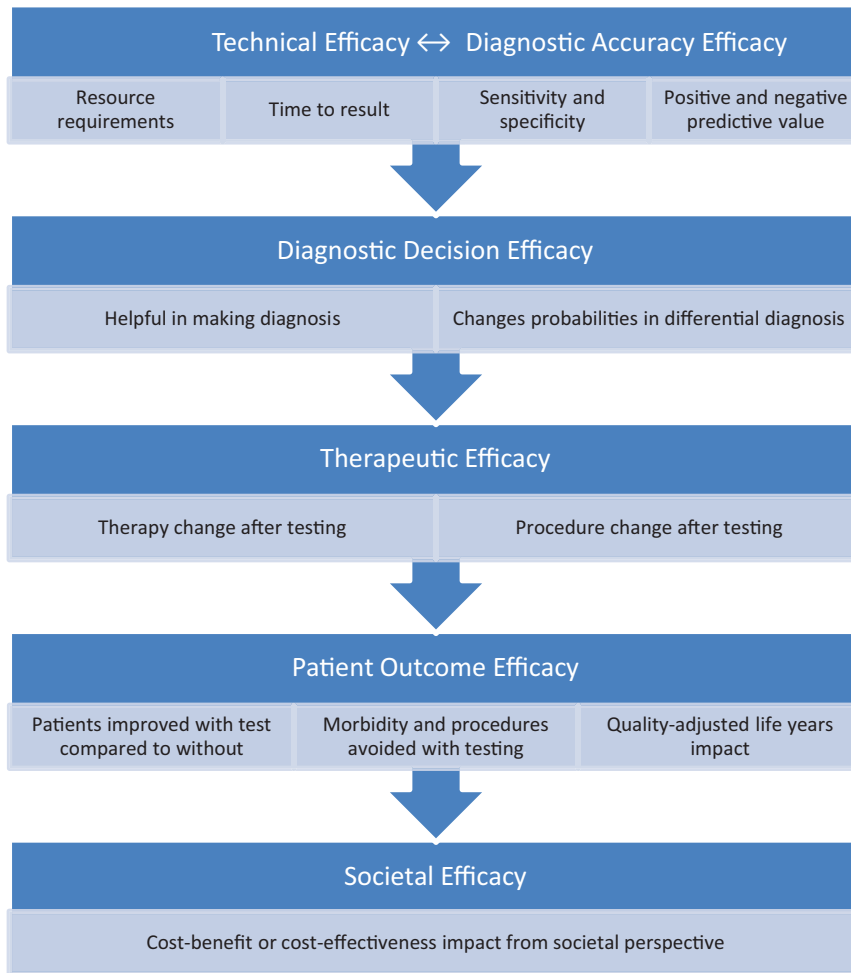 Technical Efficacy ↔ Diagnostic Accuracy Efficacy
Resource
requirements
Time to result
Sensitivity and
specificity
Positive and negative
predictive value
Diagnostic Decision Efficacy
Helpful in making diagnosis
Changes probabilities in differential diagnosis
Therapeutic Efficacy
Therapy change after testing
Procedure change after testing
Patient Outcome Efficacy
Patients improved with test
compared to without
Morbidity and procedures
avoided with testing
Quality-adjusted life years
impact
Societal Efficacy
Cost-benefit or cost-effectiveness impact from societal perspective